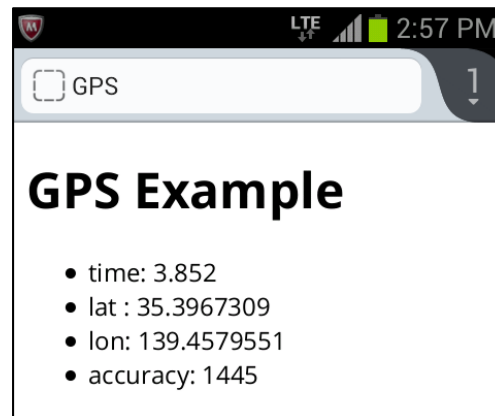 LTE 2:57 PM
GPS
1
GPS Example
time: 3.852
lat : 35.3967309
lon: 139.4579551
accuracy: 1445